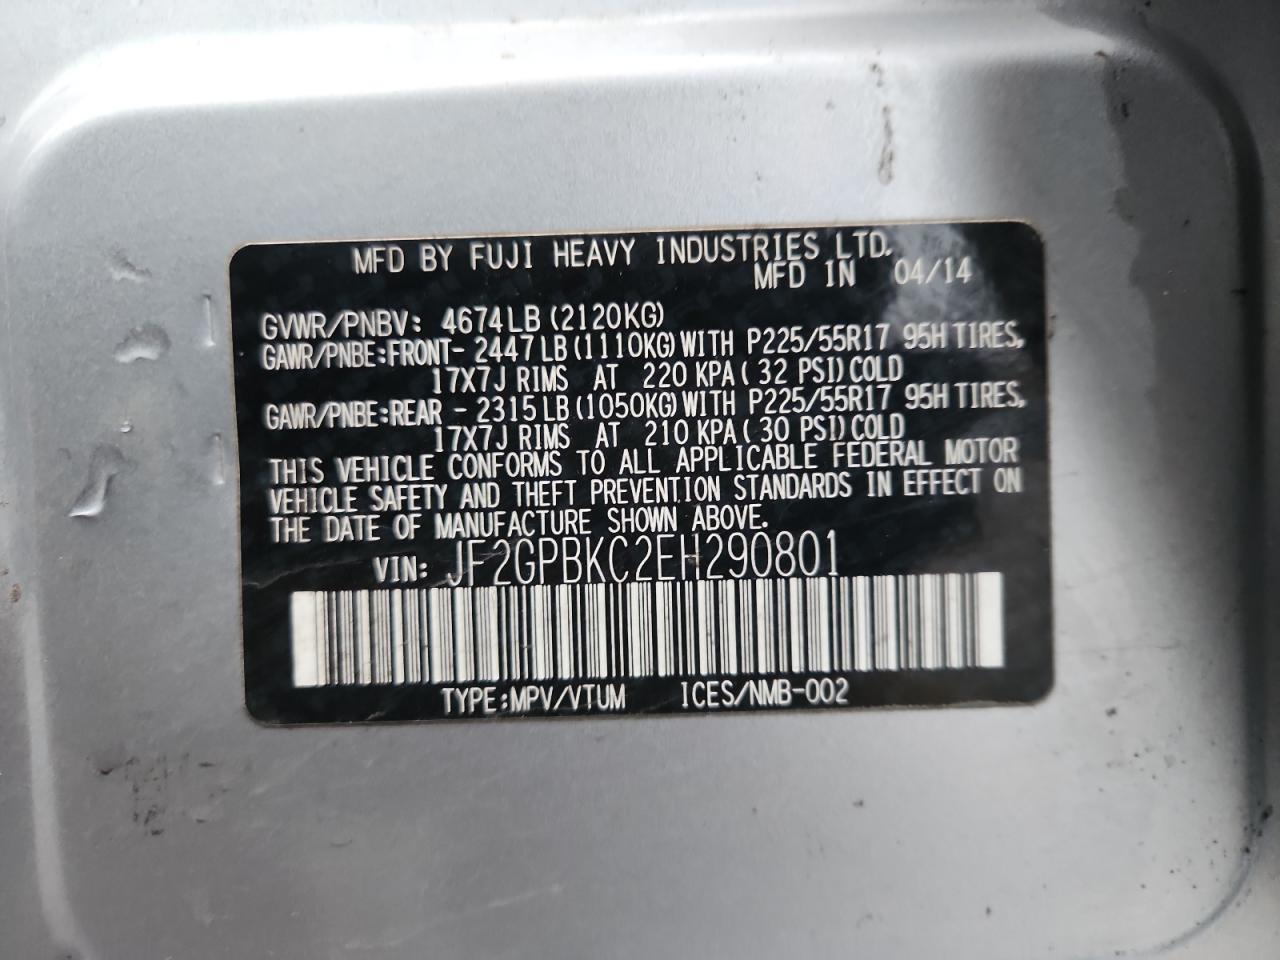 MFD BY FUJI HEAVY INDUSTRIES LTD.
MFD IN 04/14
GVWR/PNBV: 4674LB (2120KG)
GAWR/PNBE:FRONT- 2447LB (1110KG) WITH P225/55R17 95H TIRES,
17X7J RIMS AT 220 KPA ( 32 PSI) COLD
GAWR/PNBE:REAR - 2315LB (1050KG) WITH P225/55R17 95H TIRES,
17X7J RIMS AT 210 KPA ( 30 PSI) COLD
THIS VEHICLE CONFORMS TO ALL APPLICABLE FEDERAL MOTOR
VEHICLE SAFETY AND THEFT PREVENTION STANDARDS IN EFFECT ON
THE DATE OF MANUFACTURE SHOWN ABOVE.
VIN: JF2GPBKC2EH290801
TYPE:MPV/VTUM ICES/NMB-002